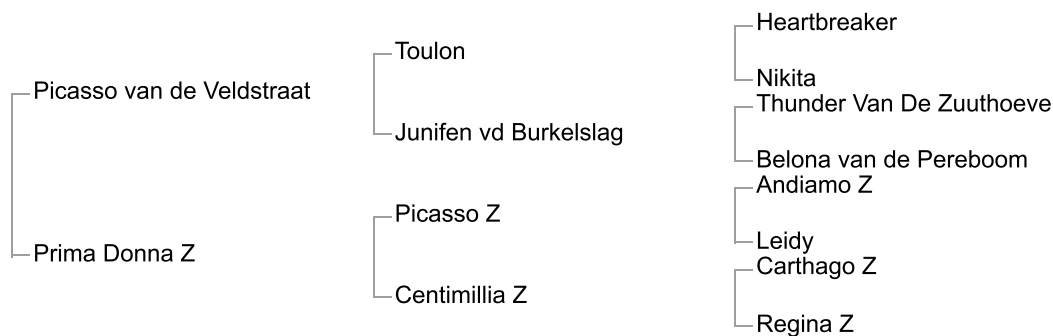 Heartbreaker
Toulon
Nikita
Picasso van de Veldstraat
Thunder Van De Zuuthoeve
Junifen vd Burkelslag
Belona van de Pereboom
Andiamo Z
Picasso Z
Leidy
Prima Donna Z
Carthago Z
Centimillia Z
Regina Z